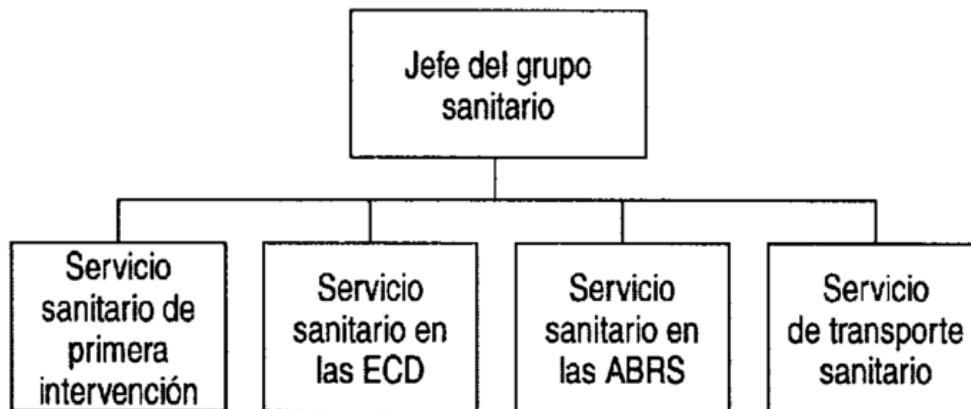 Jefe del grupo
sanitario
Servicio
sanitario de
primera
intervención
Servicio
sanitario en
las ECD
Servicio
sanitario en
las ABRS
Servicio
de transporte
sanitario